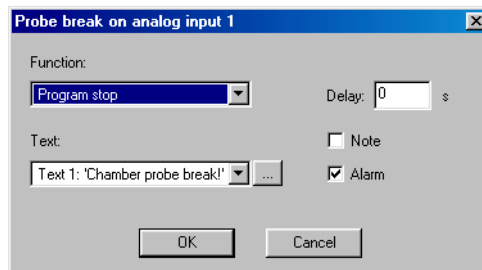 Probe break on analog input 1
Function:
Program stop
Delay: 0 s
Text:
Note
Text 1: 'Chamber probe break!' ...
Alarm
OK Cancel